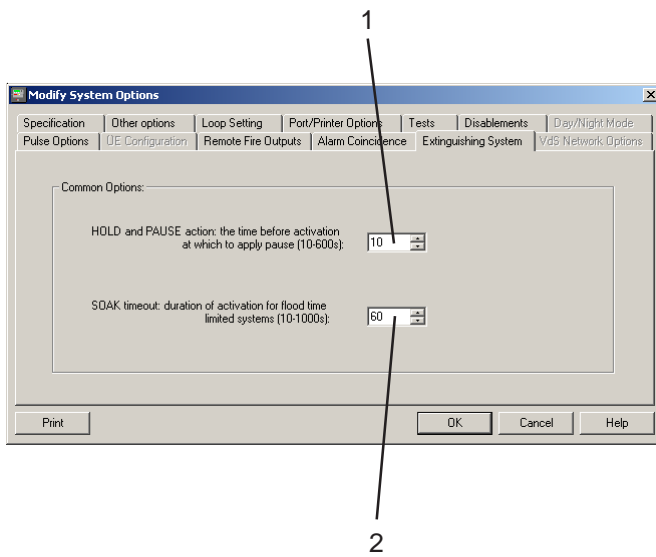 1
Modify System Options
Specification Other options Loop Setting Port/Printer Options Tests Disablements Day/Night Mode
Pulse Options OE Configuration Remote Fire Outputs Alarm Coincidence Extinguishing System VdS Network Options
Common Options:
HOLD and PAUSE action: the time before activation
at which to apply pause (10-600s): 10
SOAK timeout: duration of activation for flood time
limited systems (10-1000s): 60
Print OK Cancel Help
2